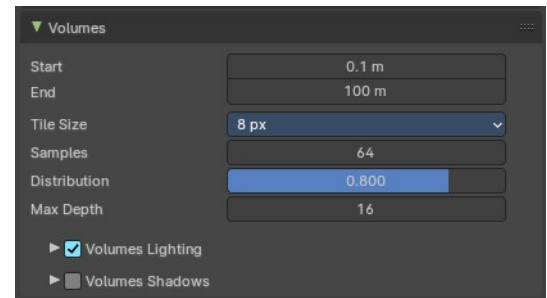 Volumes
Start 0.1 m
End 100 m
Tile Size 8 px
Samples 64
Distribution 0.800
Max Depth 16
Volumes Lighting
Volumes Shadows